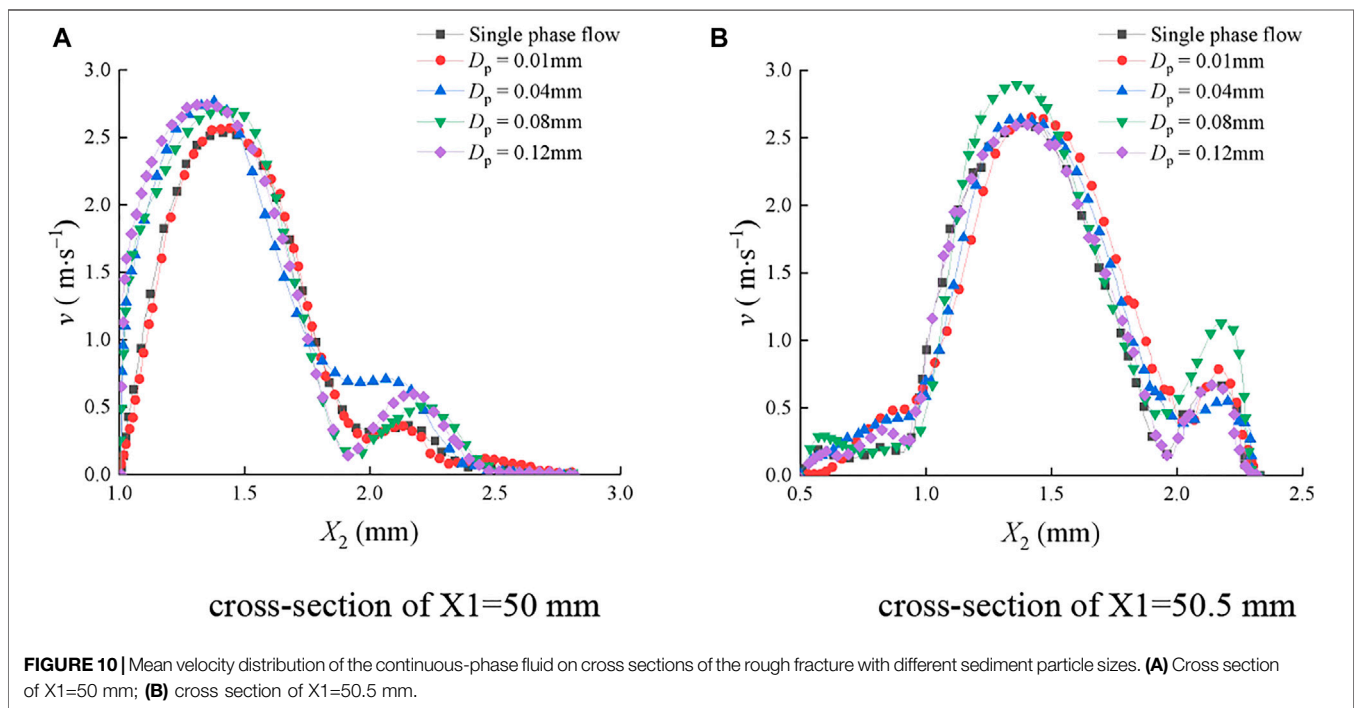 A
Single phase flow
Dp = 0.01mm
Dp = 0.04mm
Dp = 0.08mm
Dp = 0.12mm
3.0
2.5
2.0
1.5
1.0
0.5
0.0
v ( m·s⁻¹)
1.0 1.5 2.0 2.5 3.0
X2 (mm)
cross-section of X1=50 mm
B
Single phase flow
Dp = 0.01mm
Dp = 0.04mm
Dp = 0.08mm
Dp = 0.12mm
3.0
2.5
2.0
1.5
1.0
0.5
0.0
v ( m·s⁻¹)
0.5 1.0 1.5 2.0 2.5
X2 (mm)
cross-section of X1=50.5 mm
FIGURE 10 | Mean velocity distribution of the continuous-phase fluid on cross sections of the rough fracture with different sediment particle sizes. (A) Cross section
of X1=50 mm; (B) cross section of X1=50.5 mm.